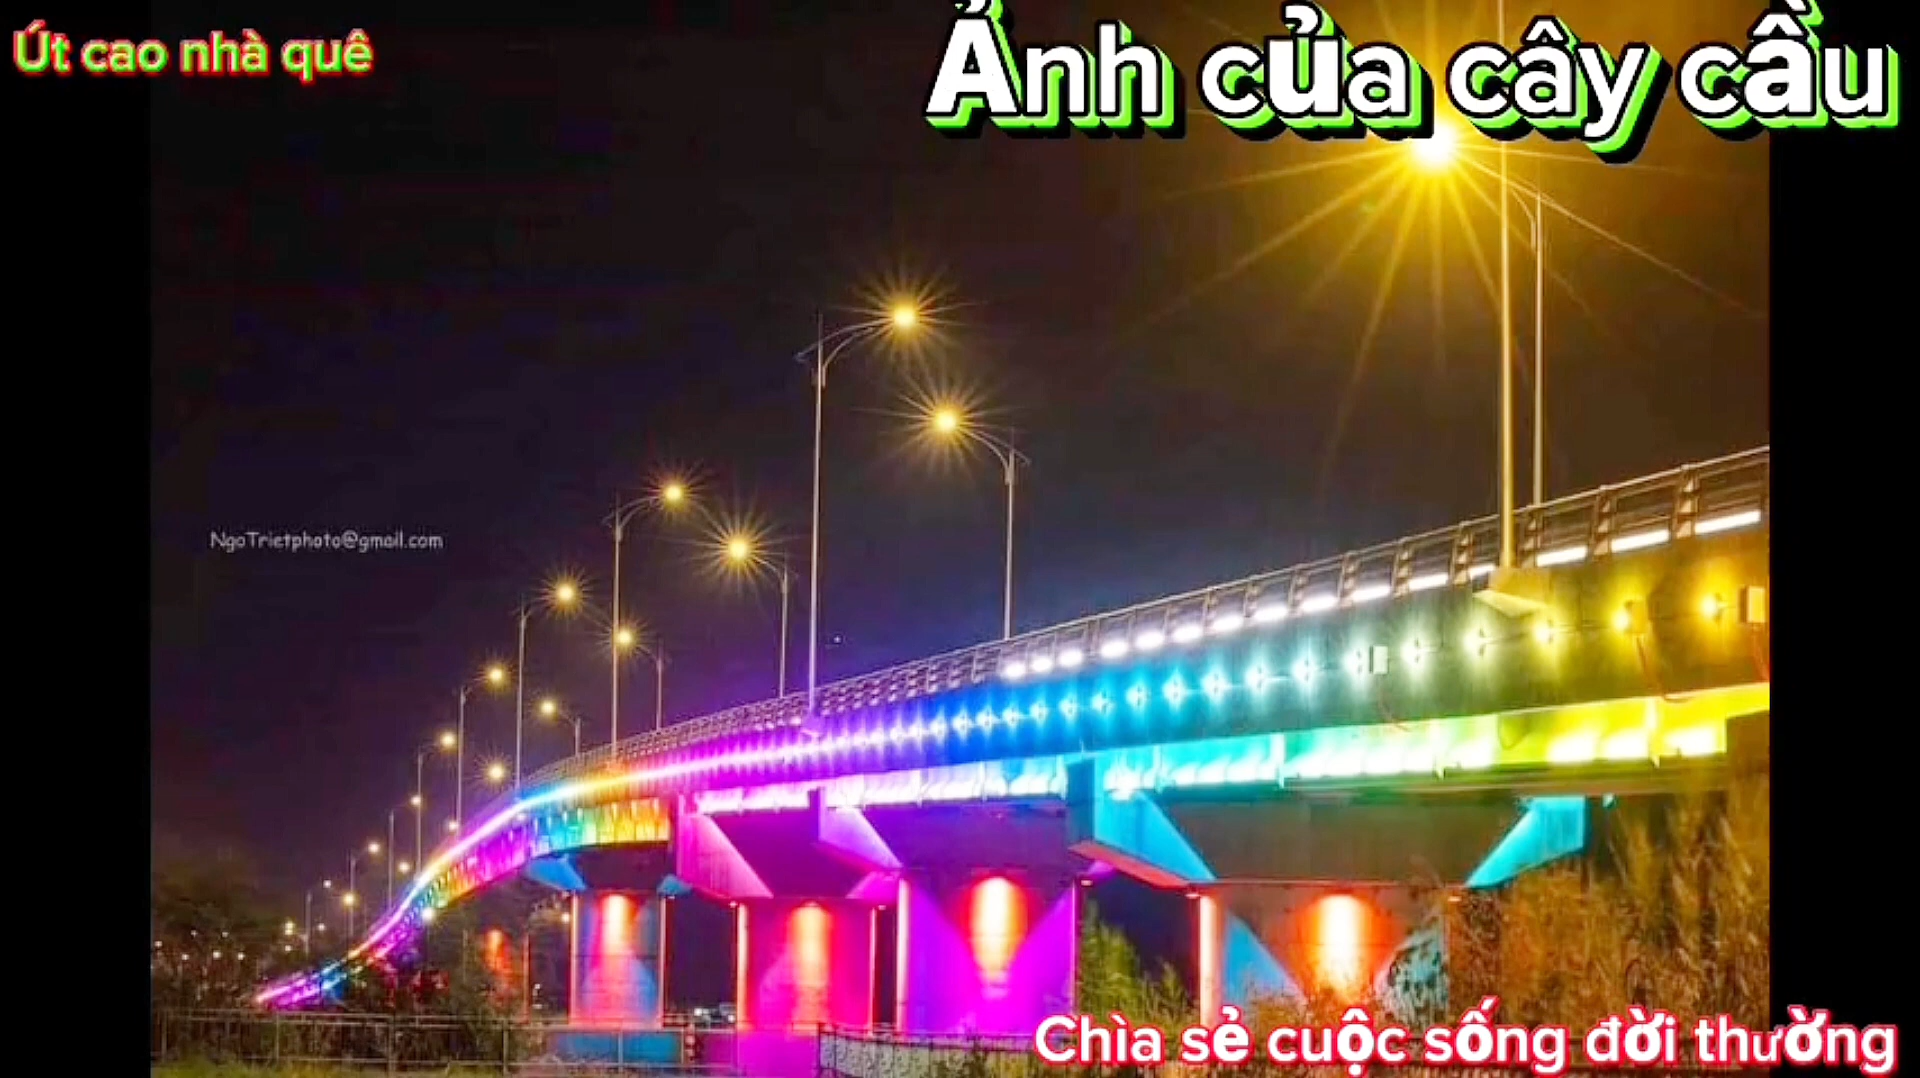 Út cao nhà quê
Ảnh của cây cầu
NgoTrietphoto@gmail.com
Chìa sẻ cuộc sống đời thường